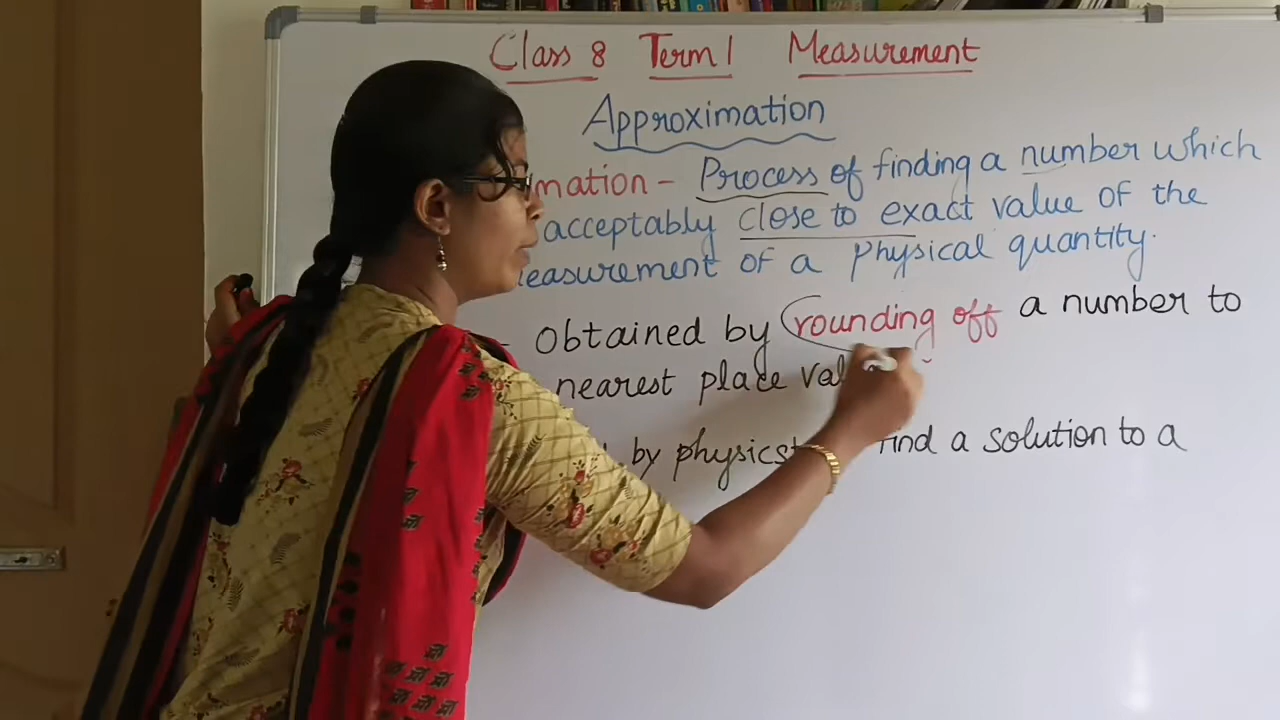 Class 8 Term 1 Measurement
Approximation
mation - Process of finding a number which
acceptably close to exact value of the
easurement of a physical quantity.
- obtained by rounding off a number to
nearest place val
by physicst find a solution to a